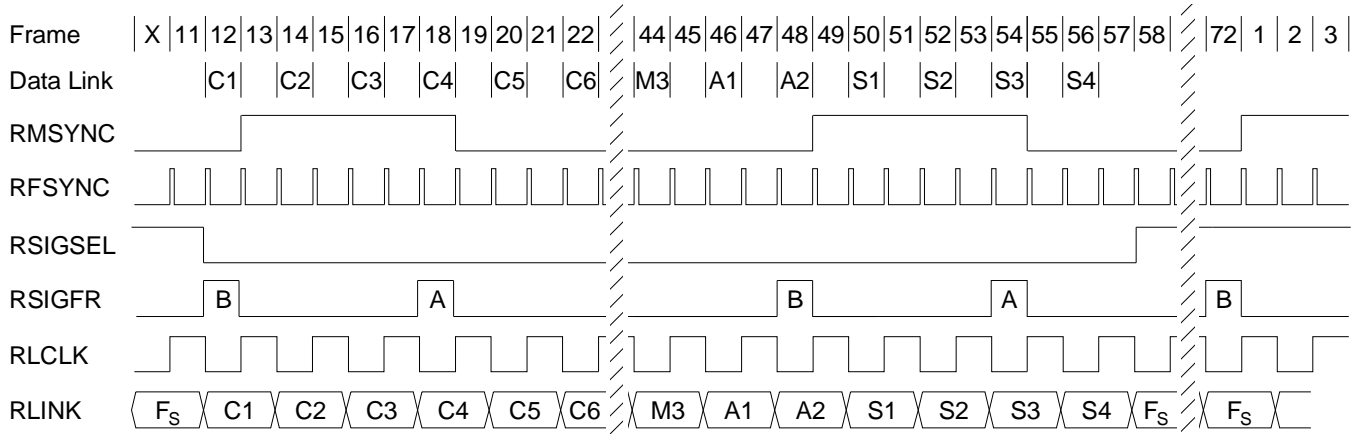 Frame X 11 12 13 14 15 16 17 18 19 20 21 22 44 45 46 47 48 49 50 51 52 53 54 55 56 57 58 72 1 2 3
Data Link C1 C2 C3 C4 C5 C6 M3 A1 A2 S1 S2 S3 S4
RMSYNC
RFSYNC
RSIGSEL
RSIGFR B A B A B
RLCLK
RLINK FS C1 C2 C3 C4 C5 C6 M3 A1 A2 S1 S2 S3 S4 FS FS